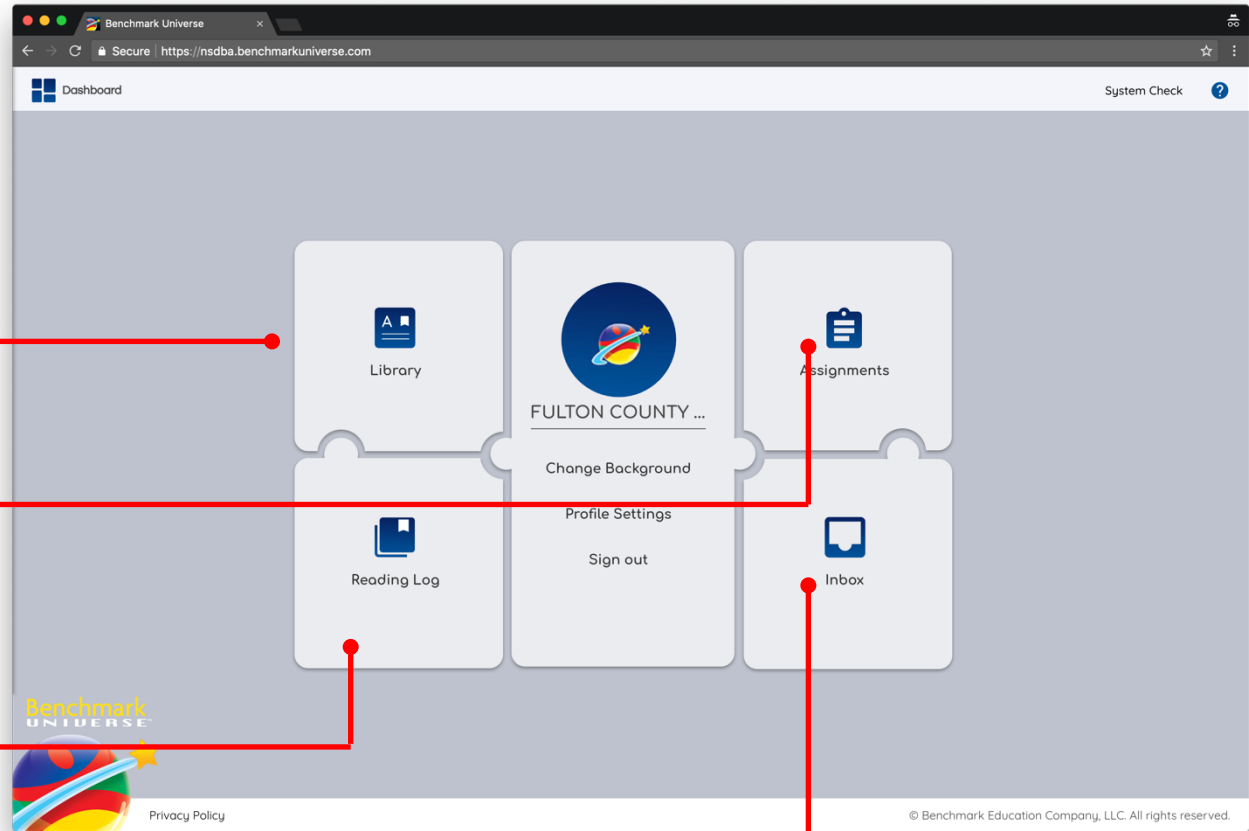 Benchmark Universe
Secure https://nsdba.benchmarkuniverse.com
Dashboard
System Check ?
A
Library
FULTON COUNTY ...
Change Background
Profile Settings
Sign out
Assignments
Reading Log
Inbox
Benchmark
UNIVERSE
Privacy Policy
© Benchmark Education Company, LLC. All rights reserved.